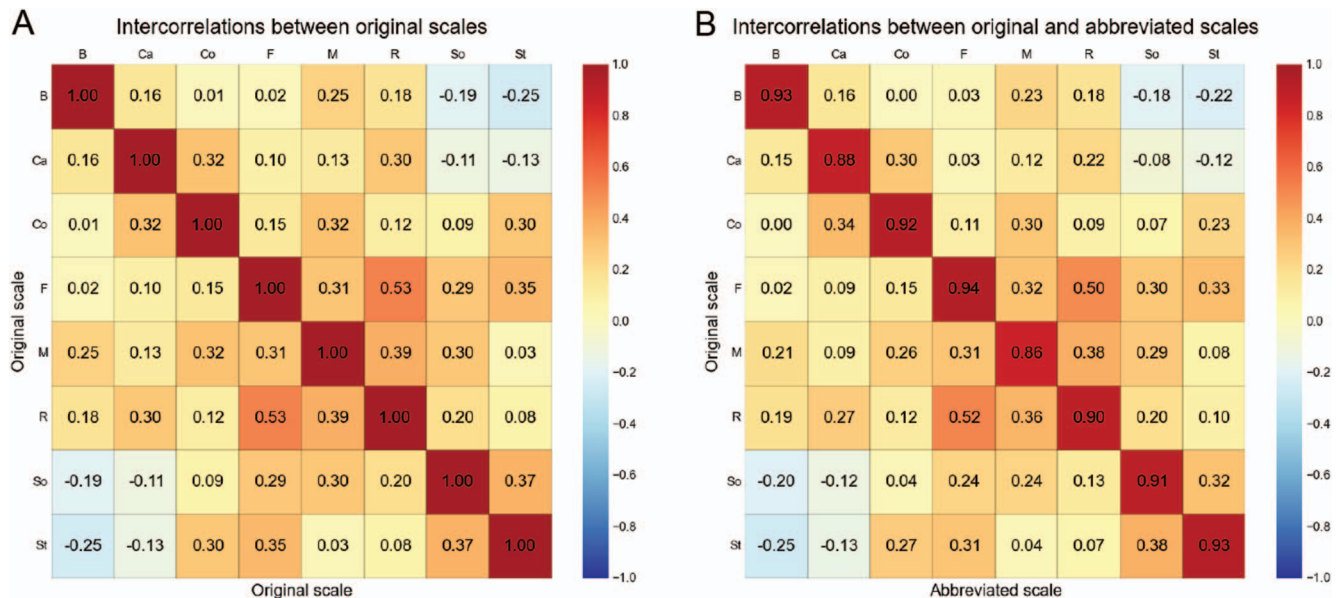 A Intercorrelations between original scales
B Ca Co F M R So St
B 1.00 0.16 0.01 0.02 0.25 0.18 -0.19 -0.25
Ca 0.16 1.00 0.32 0.10 0.13 0.30 -0.11 -0.13
Co 0.01 0.32 1.00 0.15 0.32 0.12 0.09 0.30
F 0.02 0.10 0.15 1.00 0.31 0.53 0.29 0.35
M 0.25 0.13 0.32 0.31 1.00 0.39 0.30 0.03
R 0.18 0.30 0.12 0.53 0.39 1.00 0.20 0.08
So -0.19 -0.11 0.09 0.29 0.30 0.20 1.00 0.37
St -0.25 -0.13 0.30 0.35 0.03 0.08 0.37 1.00
Original scale
Original scale
1.0
0.8
0.6
0.4
0.2
0.0
−0.2
−0.4
−0.6
−0.8
−1.0
B Intercorrelations between original and abbreviated scales
B Ca Co F M R So St
B 0.93 0.16 0.00 0.03 0.23 0.18 -0.18 -0.22
Ca 0.15 0.88 0.30 0.03 0.12 0.22 -0.08 -0.12
Co 0.00 0.34 0.92 0.11 0.30 0.09 0.07 0.23
F 0.02 0.09 0.15 0.94 0.32 0.50 0.30 0.33
M 0.21 0.09 0.26 0.31 0.86 0.38 0.29 0.08
R 0.19 0.27 0.12 0.52 0.36 0.90 0.20 0.10
So -0.20 -0.12 0.04 0.24 0.24 0.13 0.91 0.32
St -0.25 -0.13 0.27 0.31 0.04 0.07 0.38 0.93
Original scale
Abbreviated scale
1.0
0.8
0.6
0.4
0.2
0.0
−0.2
−0.4
−0.6
−0.8
−1.0